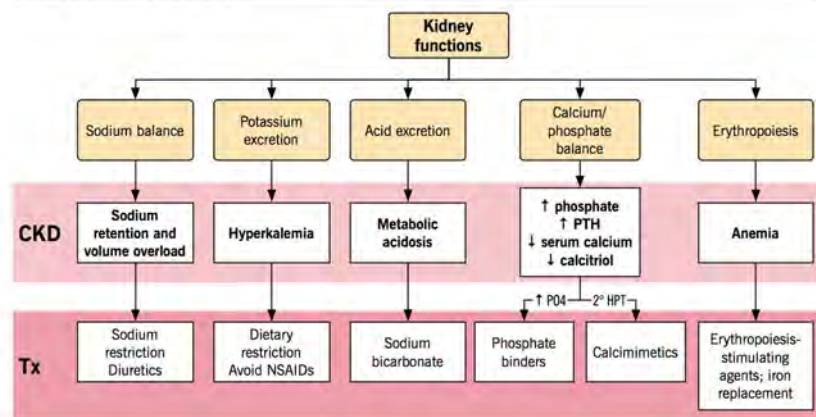 Kidney
functions
Sodium balance
Potassium
excretion
Acid excretion
Calcium/
phosphate
balance
Erythropoiesis
CKD
Sodium
retention and
volume overload
Hyperkalemia
Metabolic
acidosis
↑ phosphate
↑ PTH
↓ serum calcium
↓ calcitriol
Anemia
↑ PO4
2° HPT
Tx
Sodium
restriction
Diuretics
Dietary
restriction
Avoid NSAIDs
Sodium
bicarbonate
Phosphate
binders
Calcimimetics
Erythropoiesis-
stimulating
agents; iron
replacement